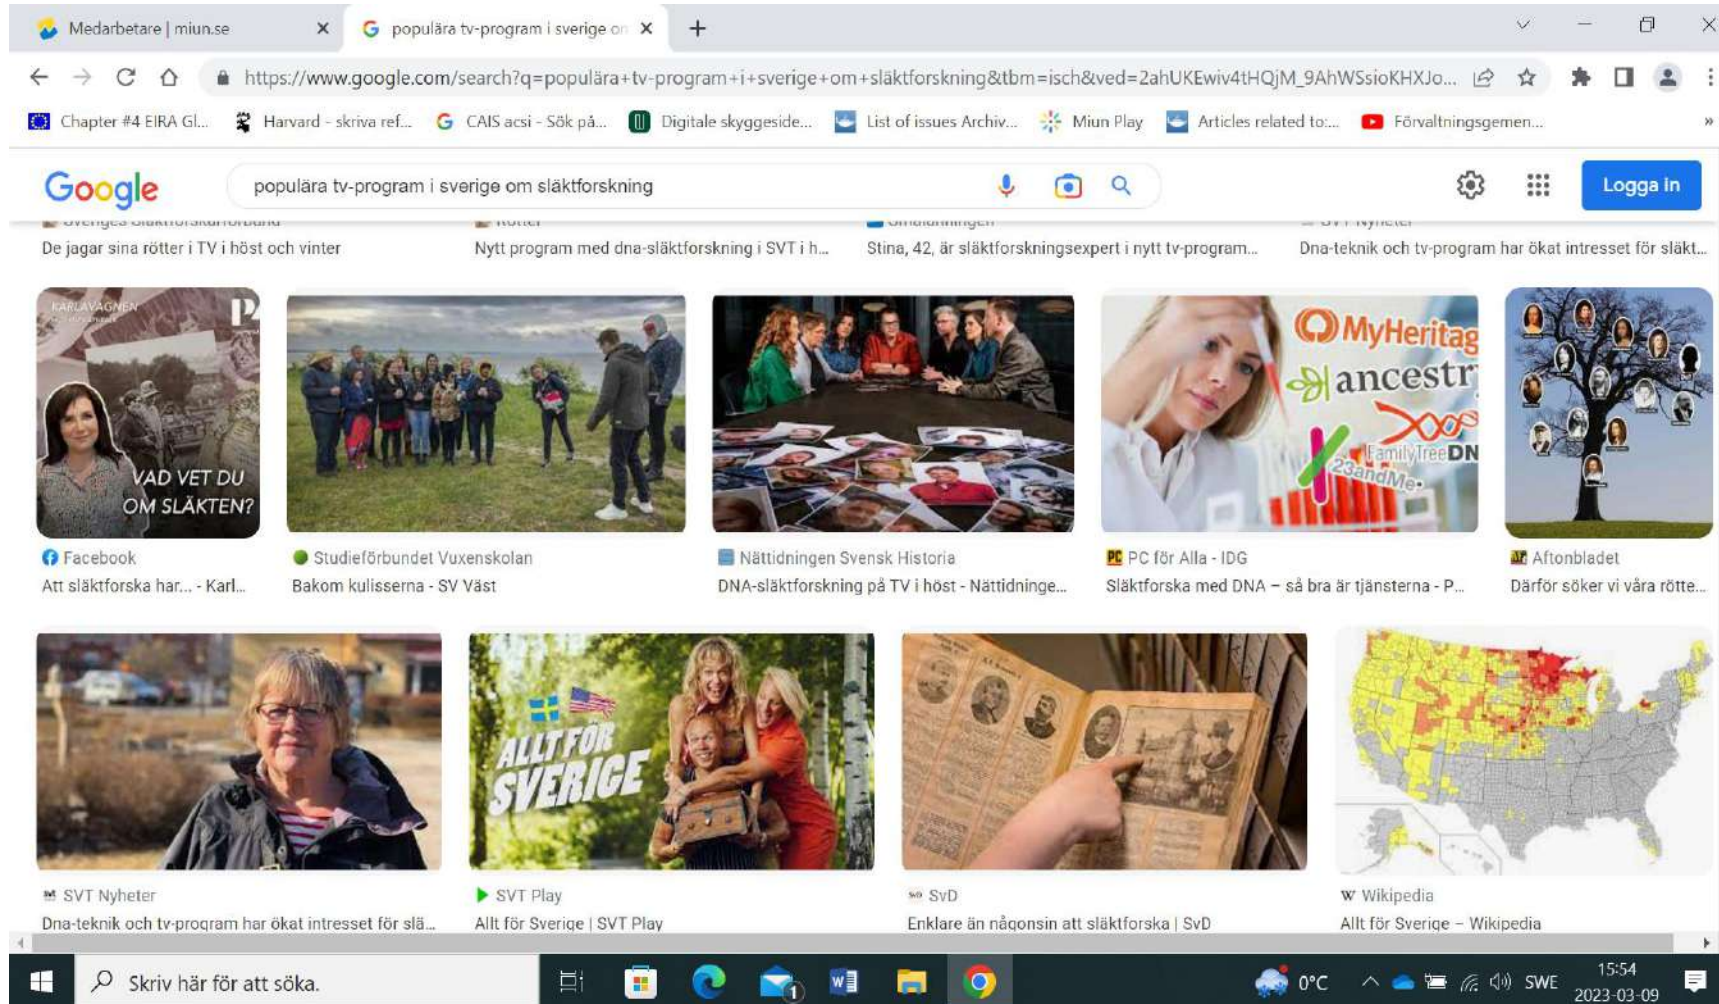 Medarbetare | miun.se
populära tv-program i sverige on
https://www.google.com/search?q=populära+tv-program+i+sverige+om+släktforskning&tbm=isch&ved=2ahUKEwiv4tHQjM_9AhWSsioKHXJo...
Chapter #4 EIRA Gl... Harvard - skriva ref... CAIS acsi - Sök på... Digitale skyggeside... List of issues Archiv... Miun Play Articles related to:... Förvaltningsgemen... »
Google populära tv-program i sverige om släktforskning Logga in
Sveriges Släktforskarförbund Rötter Smålänningen SVT Nyheter
De jagar sina rötter i TV i höst och vinter Nytt program med dna-släktforskning i SVT i h... Stina, 42, är släktforskningsexpert i nytt tv-program... Dna-teknik och tv-program har ökat intresset för släkt...
KARLAVAGNEN
VAD VET DU
OM SLÄKTEN?
MyHeritag
ancestr
FamilyTreeDN
23andMe
Facebook Studieförbundet Vuxenskolan Nättidningen Svensk Historia PC PC för Alla - IDG Aftonbladet
Att släktforska har... - Karl... Bakom kulisserna - SV Väst DNA-släktforskning på TV i höst - Nättidninge... Släktforska med DNA – så bra är tjänsterna - P... Därför söker vi våra rötte...
ALLT FÖR
SVERIGE
SVT Nyheter SVT Play SvD W Wikipedia
Dna-teknik och tv-program har ökat intresset för slä... Allt för Sverige | SVT Play Enklare än någonsin att släktforska | SvD Allt för Sverige – Wikipedia
Skriv här för att söka. 1 0°C SWE 15:54
2023-03-09